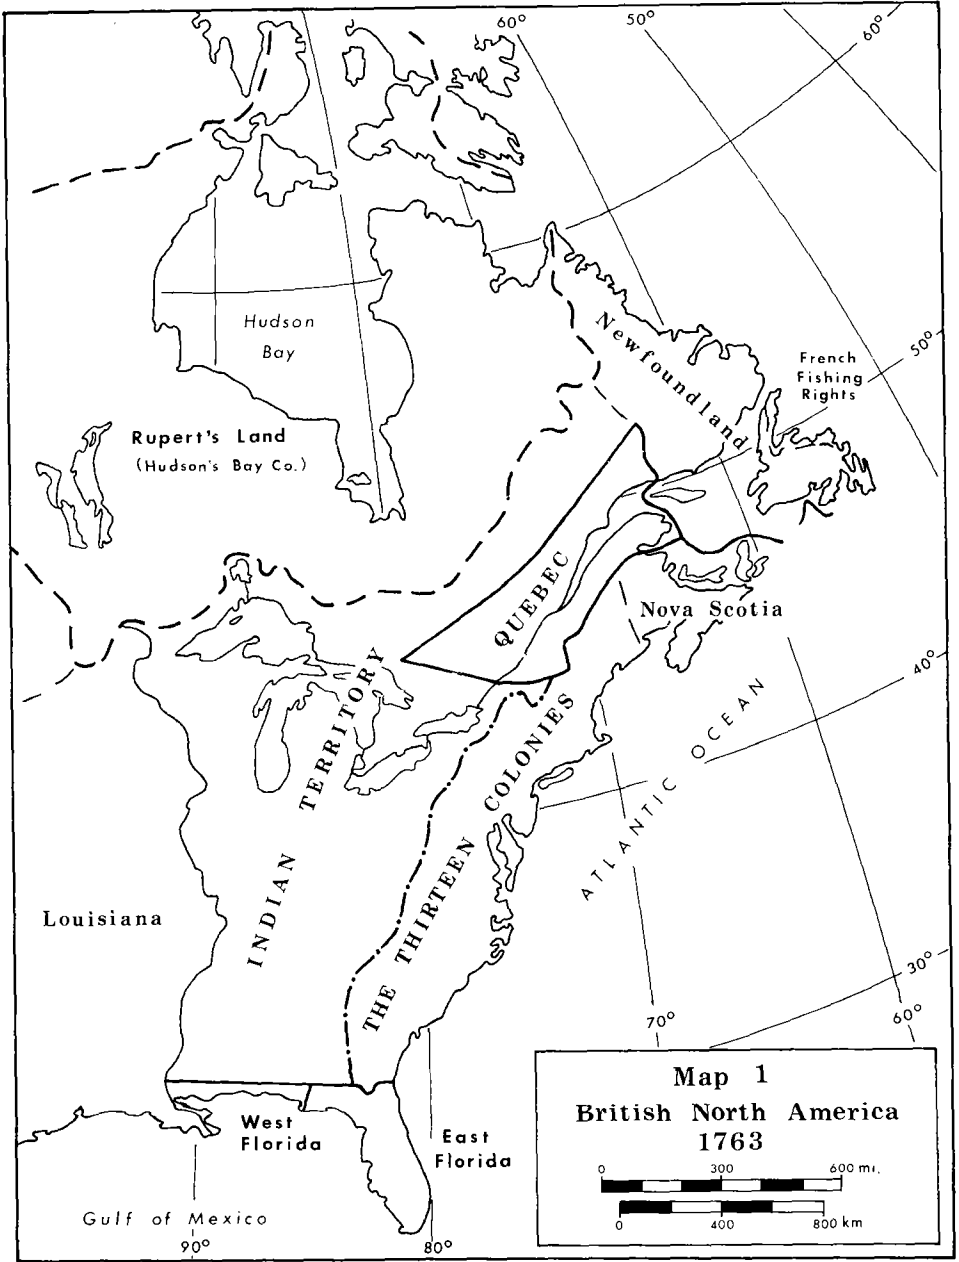 60°
50°
60°
Hudson
Bay
Newfoundland
50°
French
Fishing
Rights
Rupert's Land
(Hudson's Bay Co.)
QUEBEC
Nova Scotia
40°
INDIAN TERRITORY
THE THIRTEEN COLONIES
ATLANTIC OCEAN
Louisiana
30°
70°
60°
West
Florida
East
Florida
Gulf of Mexico
90°
80°
Map 1
British North America
1763
0 300 600 mi.
0 400 800 km